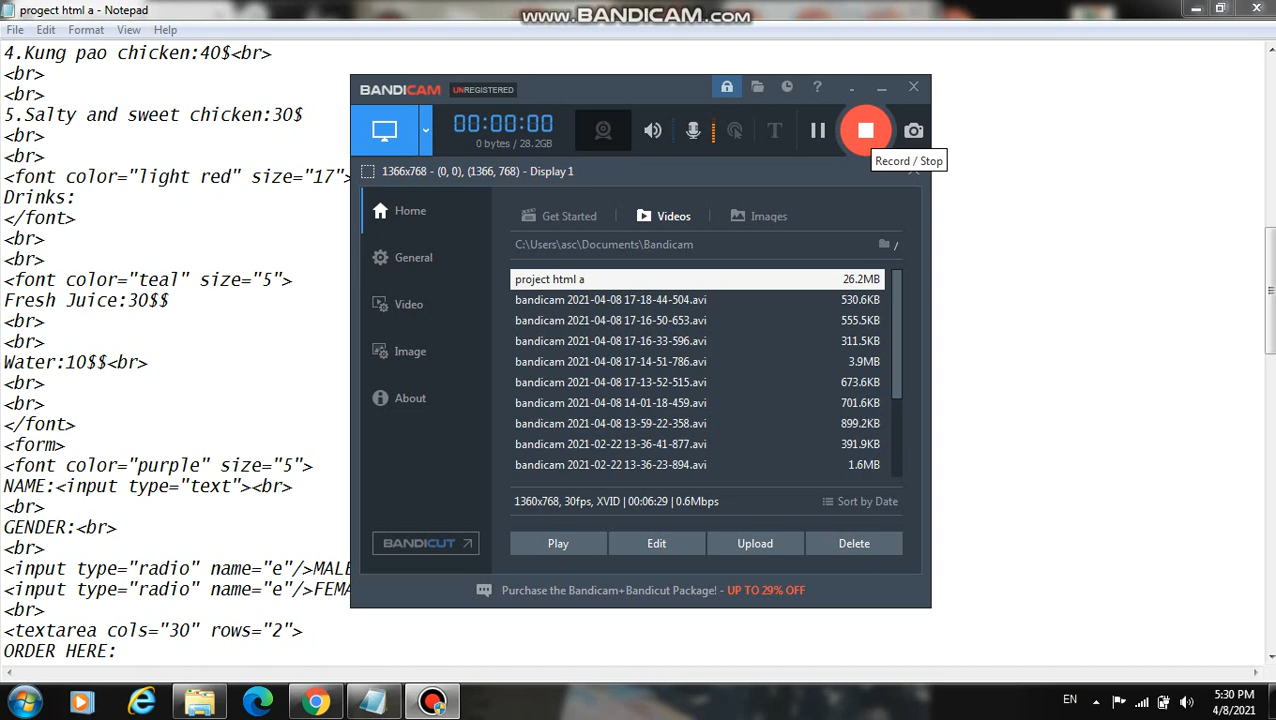 progect html a - Notepad
www.BANDICAM.com
File Edit Format View Help
4.Kung pao chicken:40$<br>
<br>
<br>
5.Salty and sweet chicken:30$
<br>
<br>
<font color="light red" size="17">
Drinks:
</font>
<br>
<br>
<font color="teal" size="5">
Fresh Juice:30$$
<br>
<br>
Water:10$$<br>
<br>
<br>
</font>
<form>
<font color="purple" size="5">
NAME:<input type="text"><br>
<br>
GENDER:<br>
<br>
<input type="radio" name="e"/>MALE
<input type="radio" name="e"/>FEMA
<br>
<textarea cols="30" rows="2">
ORDER HERE:
BANDICAM UNREGISTERED
00:00:00
0 bytes / 28.2GB
Record / Stop
1366x768 - (0, 0), (1366, 768) - Display 1
Home
General
Video
Image
About
BANDICUT
Get Started Videos Images
C:\Users\asc\Documents\Bandicam
project html a 26.2MB
bandicam 2021-04-08 17-18-44-504.avi 530.6KB
bandicam 2021-04-08 17-16-50-653.avi 555.5KB
bandicam 2021-04-08 17-16-33-596.avi 311.5KB
bandicam 2021-04-08 17-14-51-786.avi 3.9MB
bandicam 2021-04-08 17-13-52-515.avi 673.6KB
bandicam 2021-04-08 14-01-18-459.avi 701.6KB
bandicam 2021-04-08 13-59-22-358.avi 899.2KB
bandicam 2021-02-22 13-36-41-877.avi 391.9KB
bandicam 2021-02-22 13-36-23-894.avi 1.6MB
1360x768, 30fps, XVID | 00:06:29 | 0.6Mbps Sort by Date
Play Edit Upload Delete
Purchase the Bandicam+Bandicut Package! - UP TO 29% OFF
EN
5:30 PM
4/8/2021